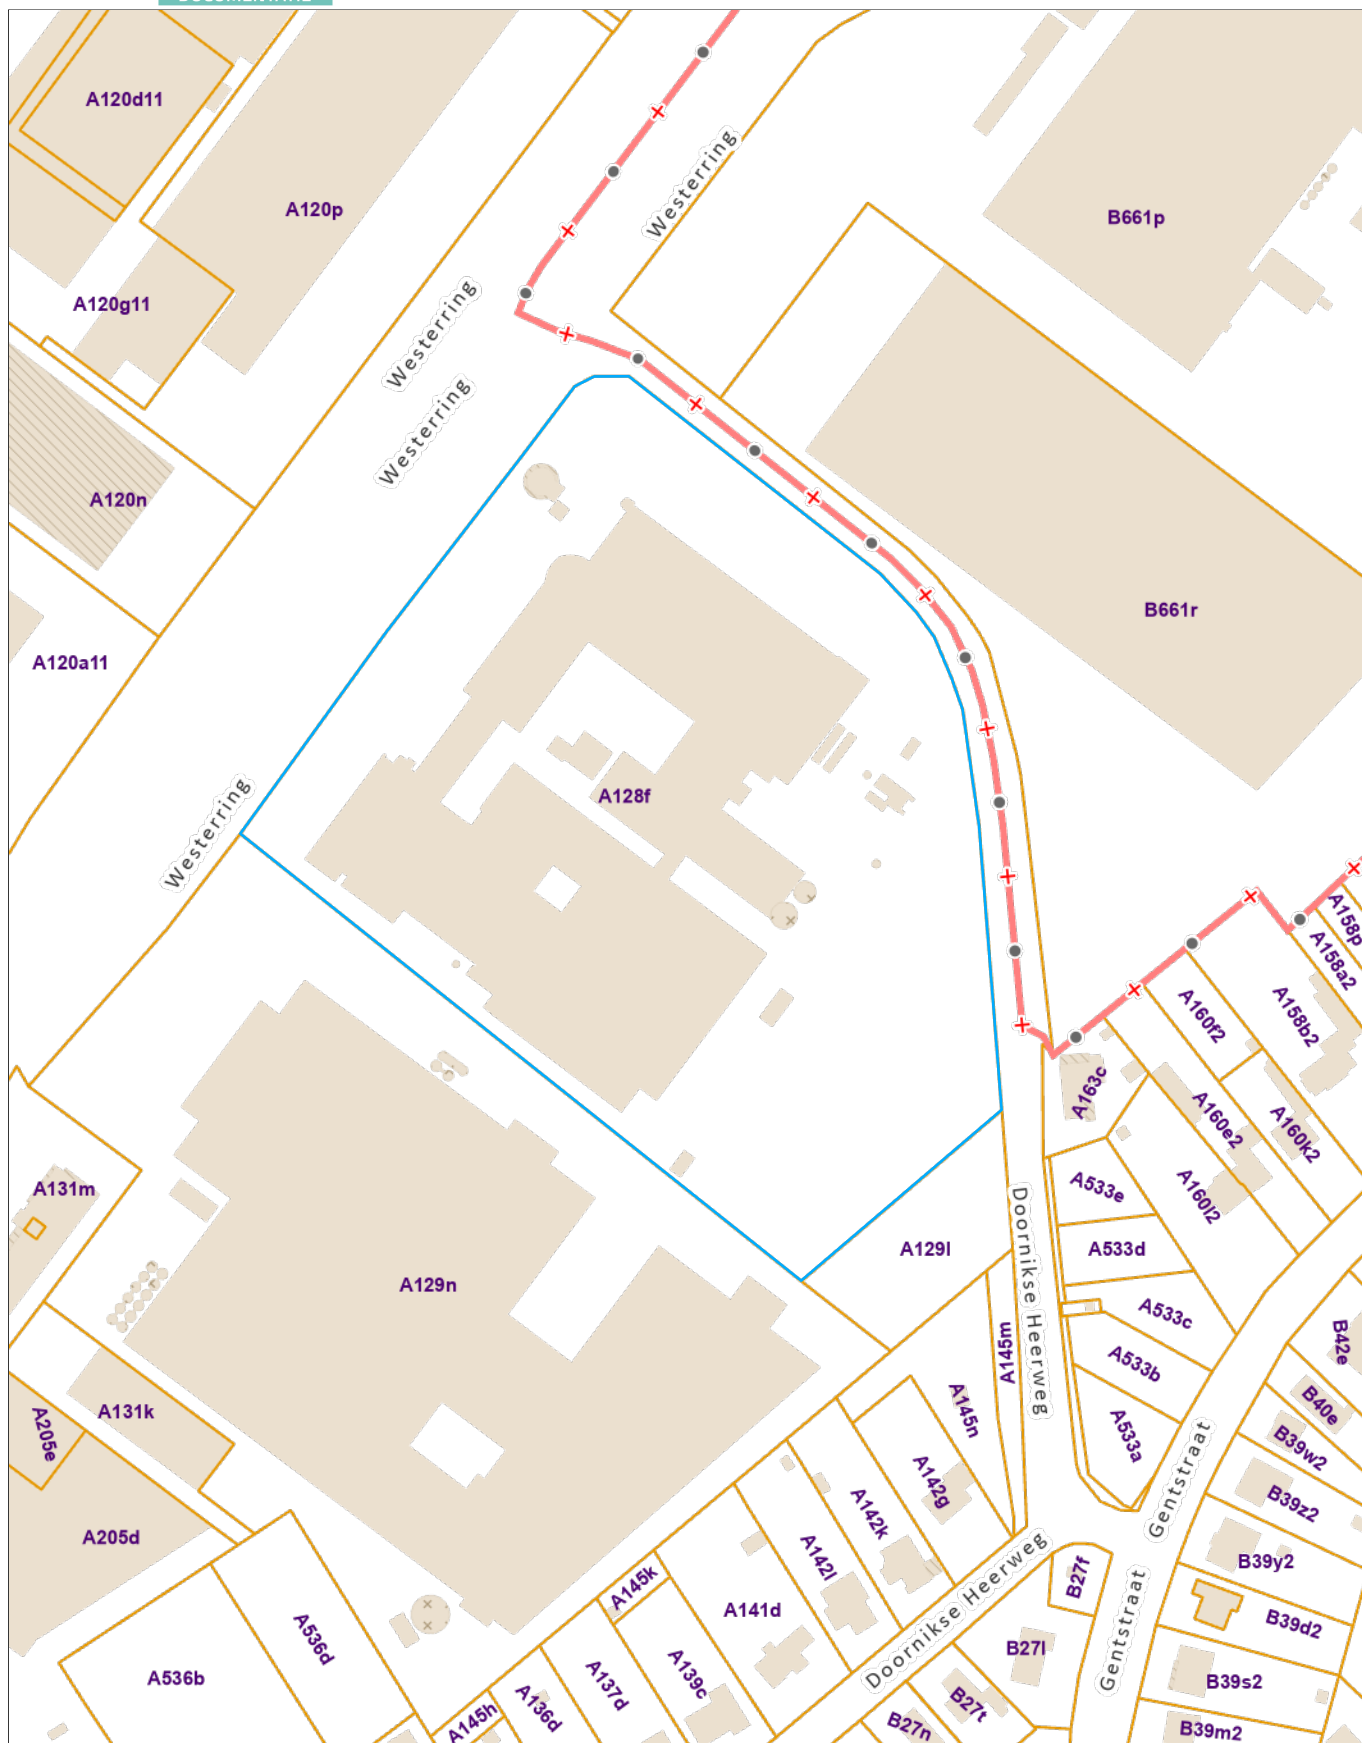 A120d11
A120p
Westerring
B661p
A120g11
Westerring
Westerring
A120n
B661r
A120a11
A128f
Westerring
A158p
A158a2
A158b2
A160f2
A163c
A160e2
A160k2
A131m
A533e
A160l2
A129l
A533d
Doornikse Heerweg
A129n
A533c
A145m
A533b
B42e
A131k
A145n
B40e
A205e
A533a
B39w2
A142g
Gentstraat
B39z2
A142k
A205d
B39y2
A142l
B27f
A145k
A141d
Doornikse Heerweg
B39d2
A536d
B27l
Gentstraat
A536b
A137d
A139c
B39s2
A136d
B27t
A145h
B27n
B39m2